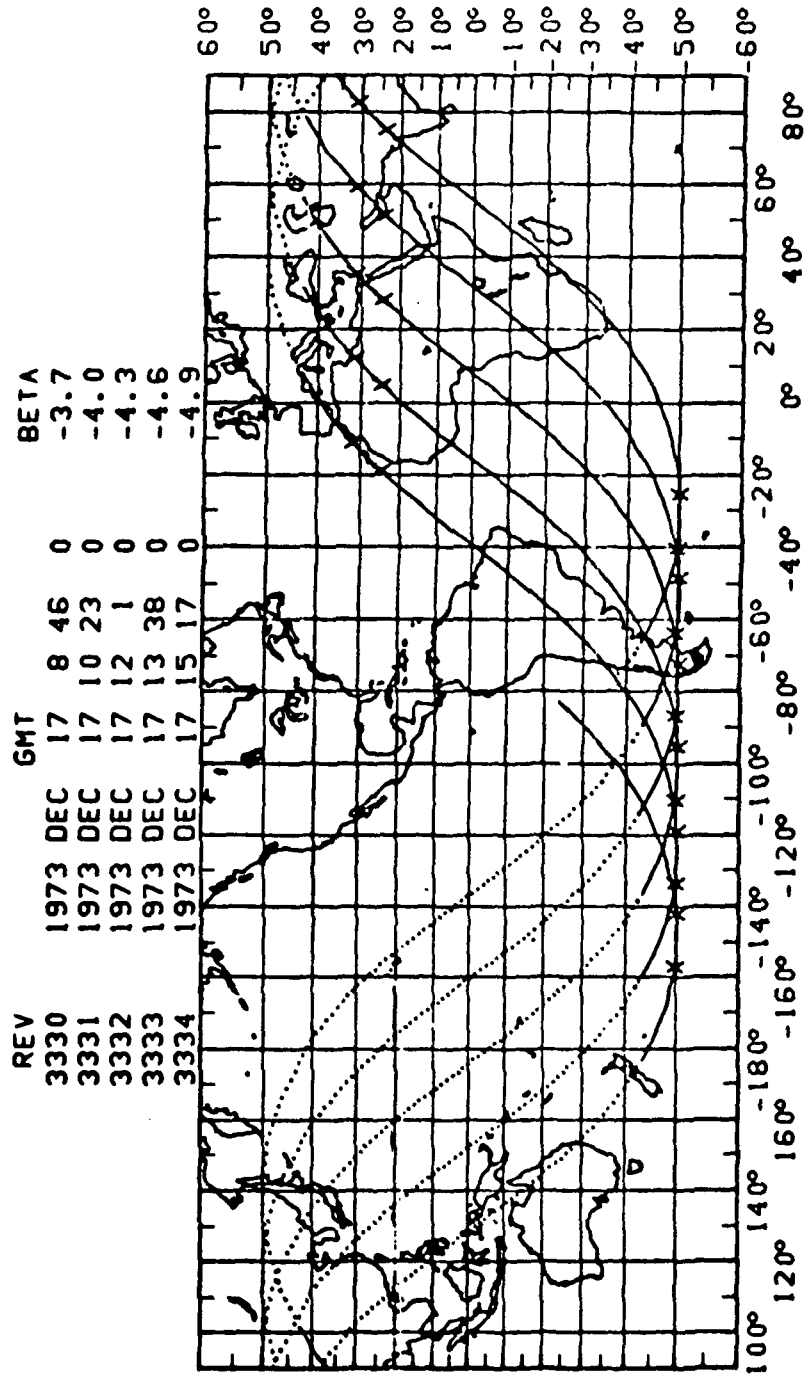 REV GMT BETA
3330 1973 DEC 17 8 46 0 -3.7
3331 1973 DEC 17 10 23 0 -4.0
3332 1973 DEC 17 12 1 0 -4.3
3333 1973 DEC 17 13 38 0 -4.6
3334 1973 DEC 17 15 17 0 -4.9
60°
50°
40°
30°
20°
10°
0°
-10°
-20°
-30°
-40°
-50°
-60°
100° 120° 140° 160° -180° -160° -140° -120° -100° -80° -60° -40° -20° 0° 20° 40° 60° 80°